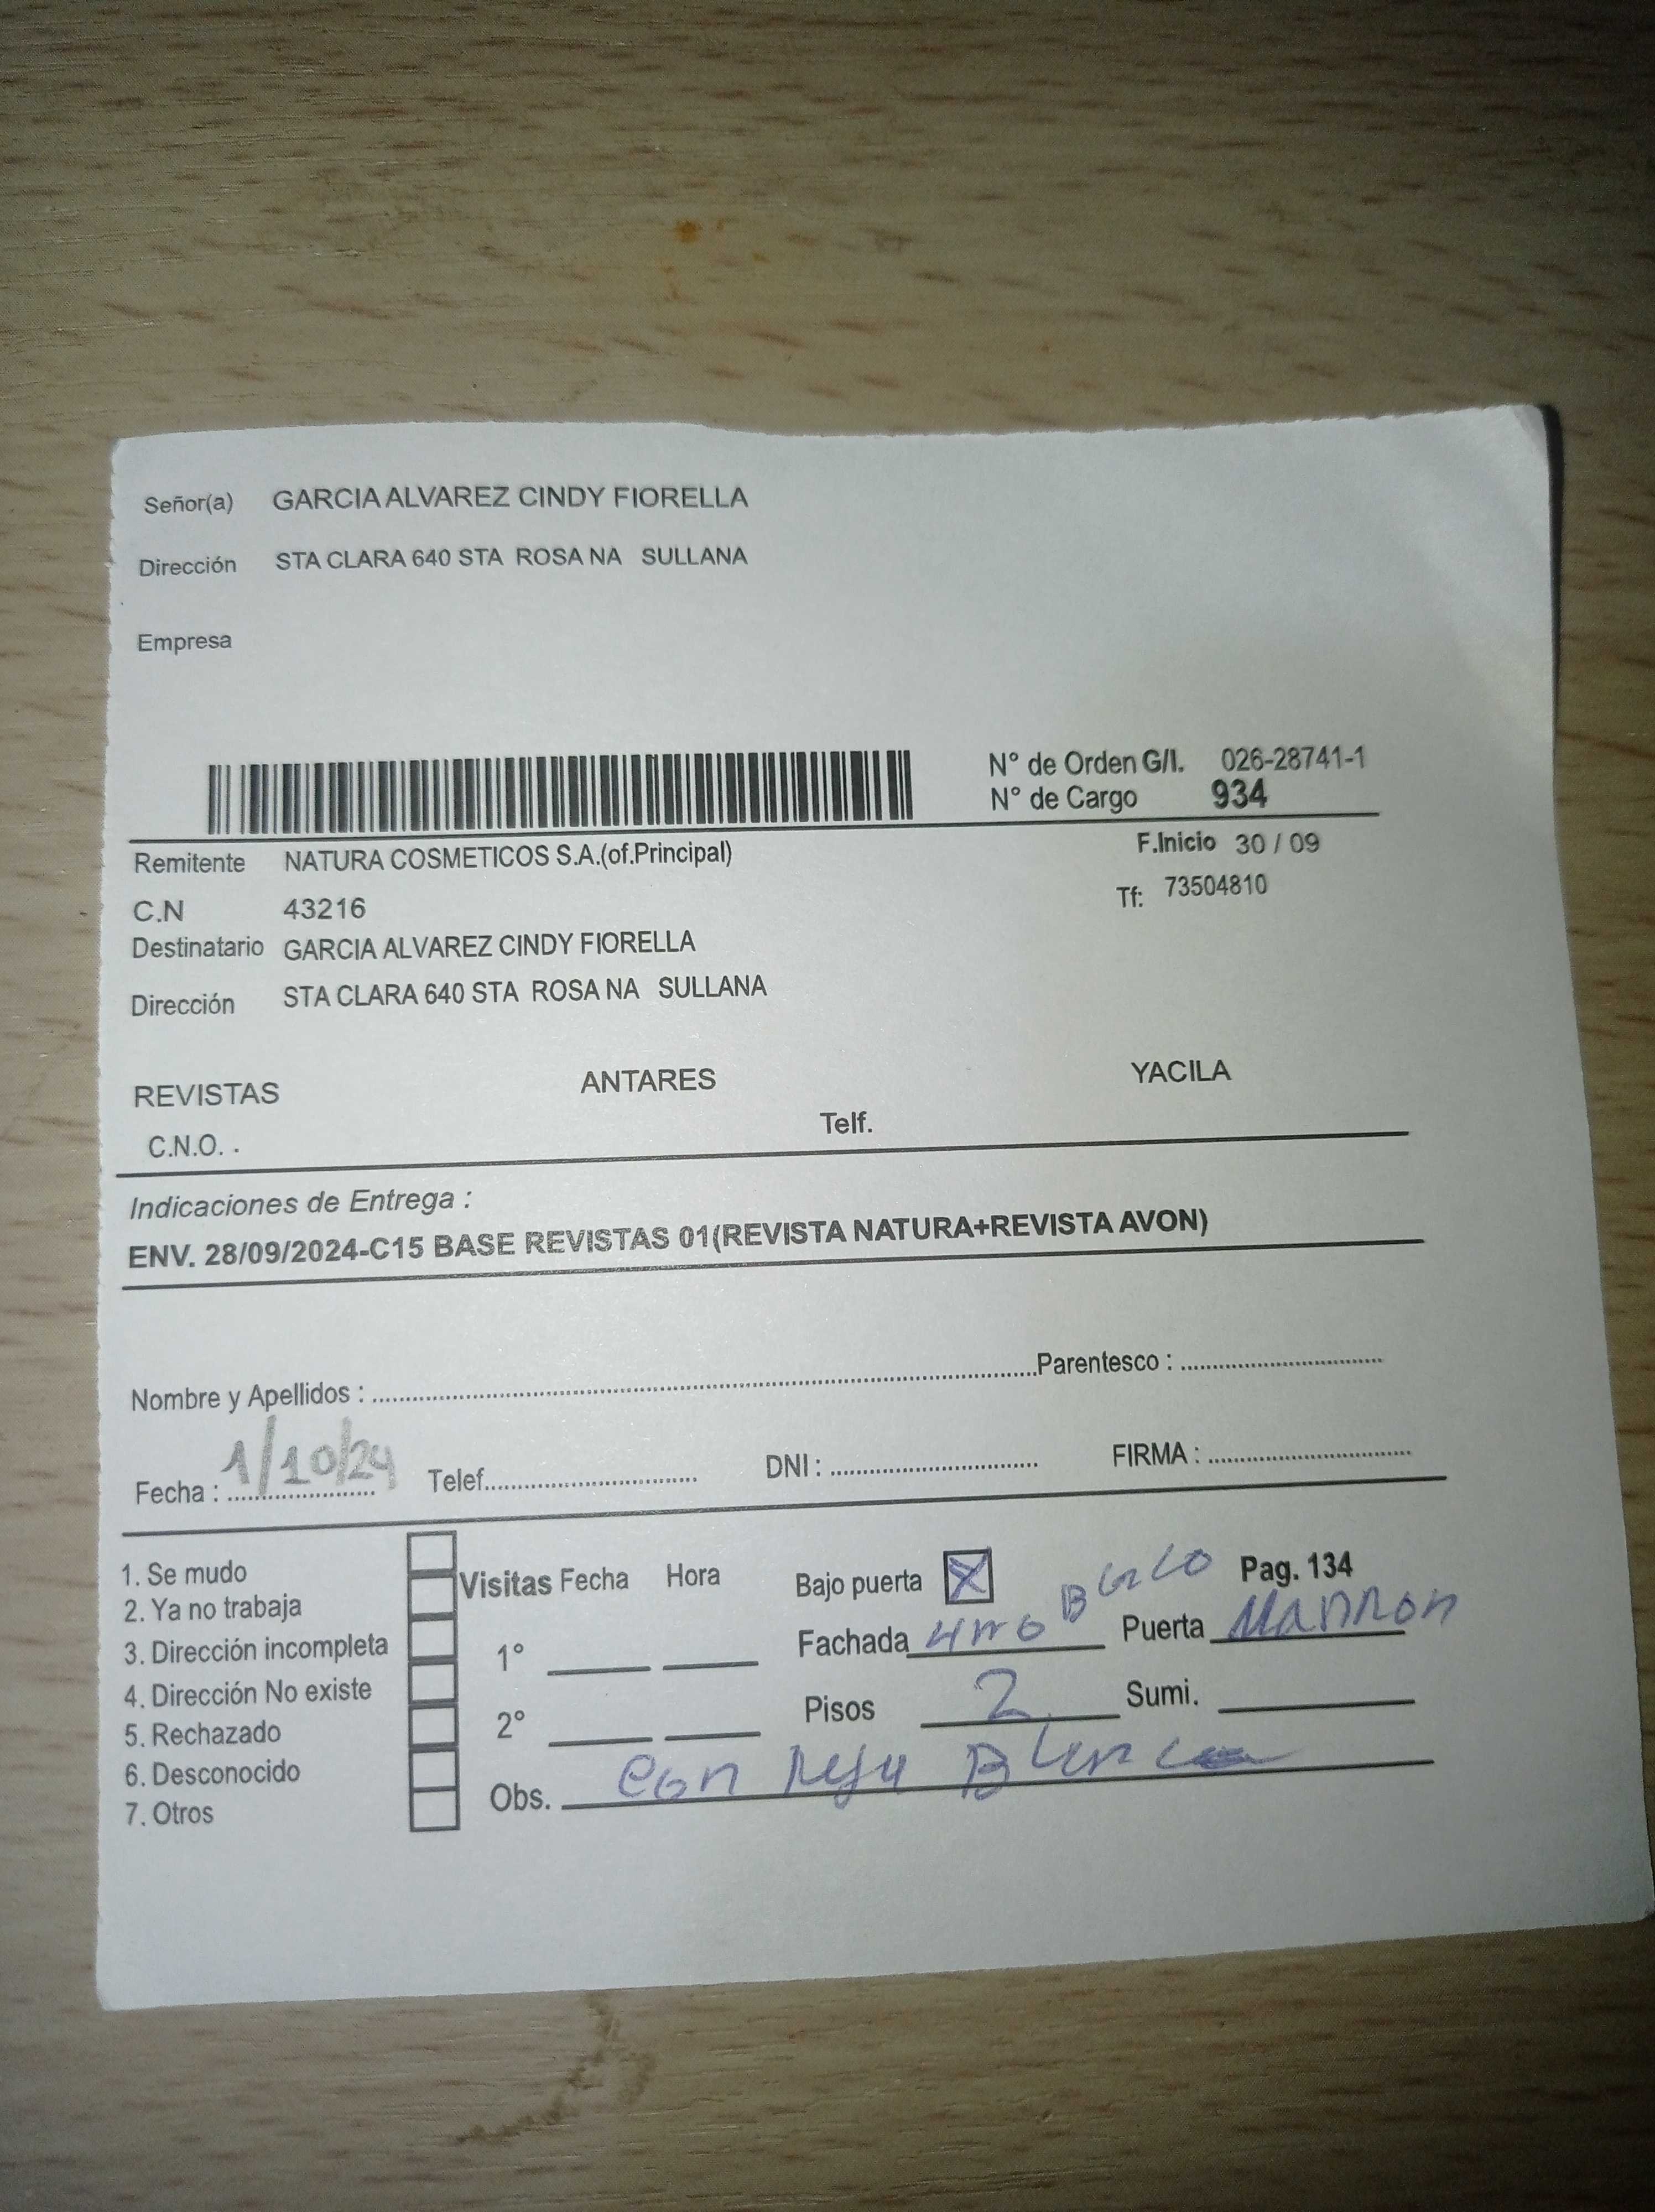 Señor(a) GARCIA ALVAREZ CINDY FIORELLA
Dirección STA CLARA 640 STA ROSA NA SULLANA
Empresa
N° de Orden G/I. 026-28741-1
N° de Cargo 934
Remitente NATURA COSMETICOS S.A.(of.Principal) F.Inicio 30 / 09
C.N 43216 Tf: 73504810
Destinatario GARCIA ALVAREZ CINDY FIORELLA
Dirección STA CLARA 640 STA ROSA NA SULLANA
REVISTAS ANTARES YACILA
C.N.O. . Telf.
Indicaciones de Entrega :
ENV. 28/09/2024-C15 BASE REVISTAS 01(REVISTA NATURA+REVISTA AVON)
Nombre y Apellidos : Parentesco :
Fecha : 1/10/24 Telef. DNI : FIRMA :
1. Se mudo Visitas Fecha Hora Bajo puerta X Pag. 134
2. Ya no trabaja
3. Dirección incompleta 1° Fachada Puerta Marron
4. Dirección No existe
5. Rechazado 2° Pisos 2 Sumi.
6. Desconocido
7. Otros Obs. con Reja Blanca